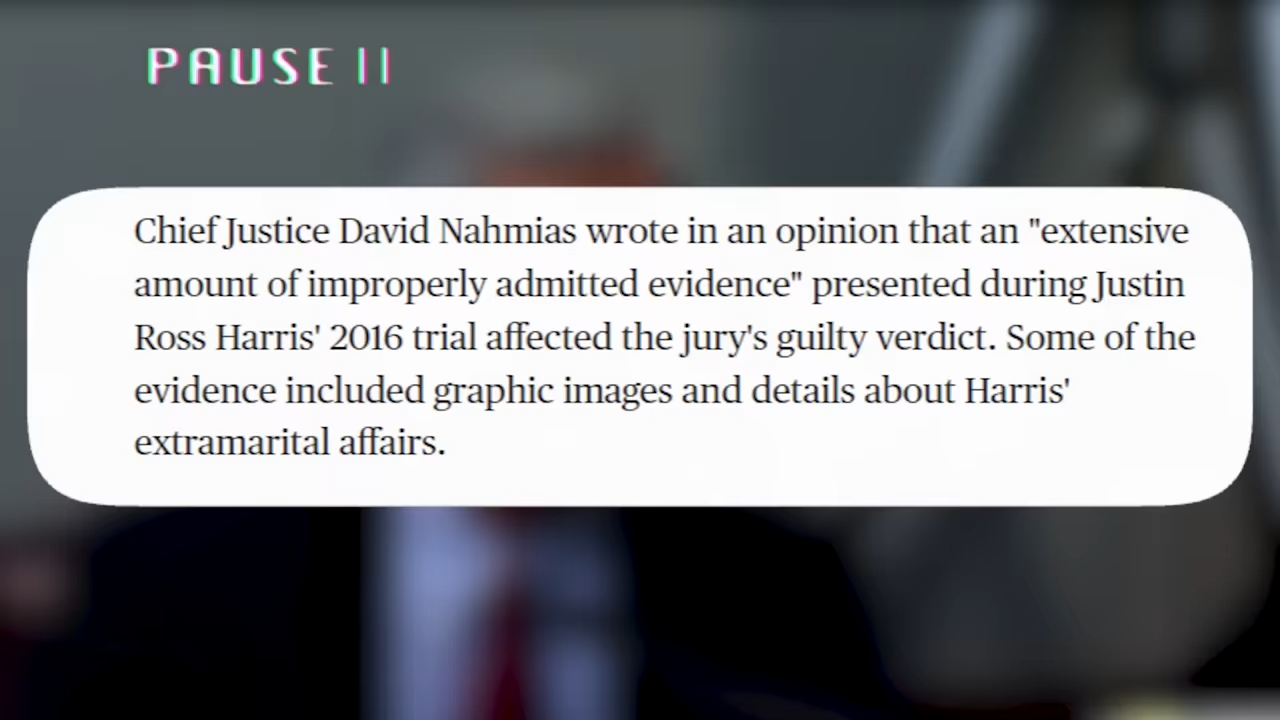 PAUSE II
Chief Justice David Nahmias wrote in an opinion that an "extensive
amount of improperly admitted evidence" presented during Justin
Ross Harris' 2016 trial affected the jury's guilty verdict. Some of the
evidence included graphic images and details about Harris'
extramarital affairs.